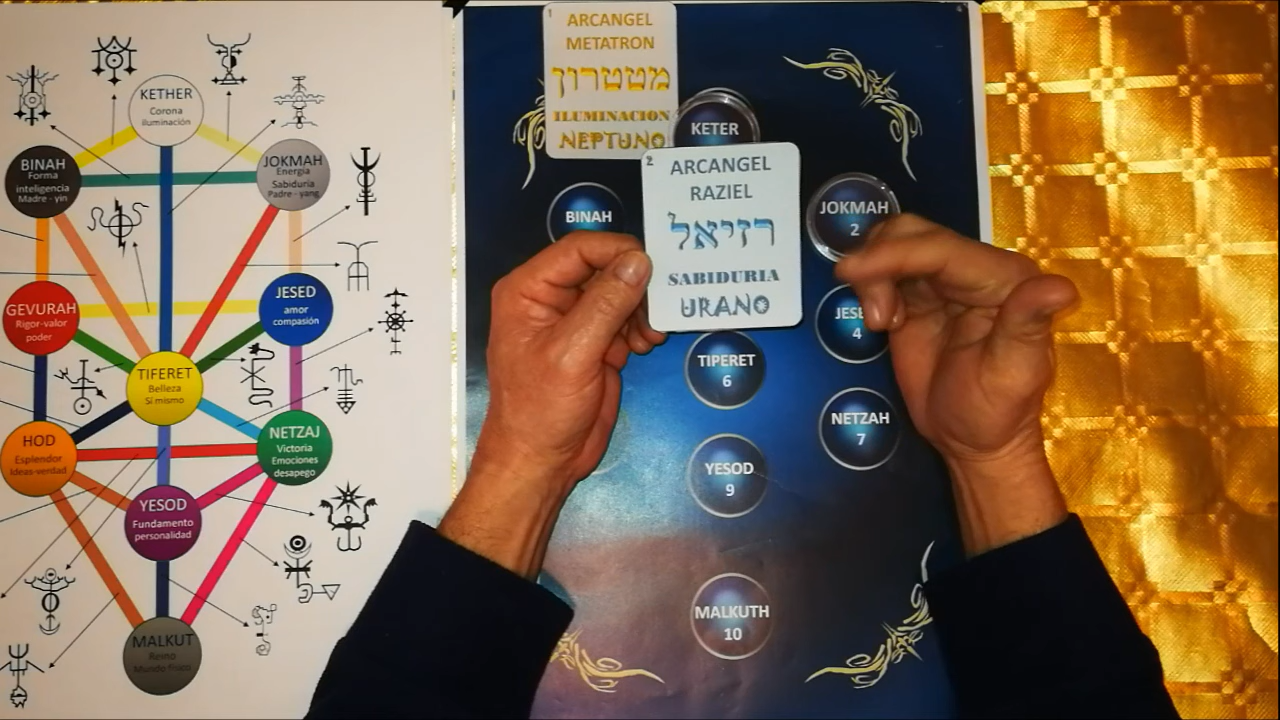 KETHER
Corona
iluminación
BINAH
Forma
inteligencia
Madre - yin
JOKMAH
Energía
Sabiduria
Padre - yang
GEVURAH
Rigor-valor
poder
JESED
amor
compasión
TIFERET
Belleza
Sí mismo
HOD
Esplendor
Ideas-verdad
NETZAJ
Victoria
Emociones
desapego
YESOD
Fundamento
personalidad
MALKUT
Reino
Mundo físico
1
ARCANGEL
METATRON
מטטרון
ILUMINACION
NEPTUNO
KETER
2
ARCANGEL
RAZIEL
רזיאל
SABIDURIA
URANO
BINAH
JOKMAH
2
4
TIPERET
6
NETZAH
7
YESOD
9
MALKUTH
10